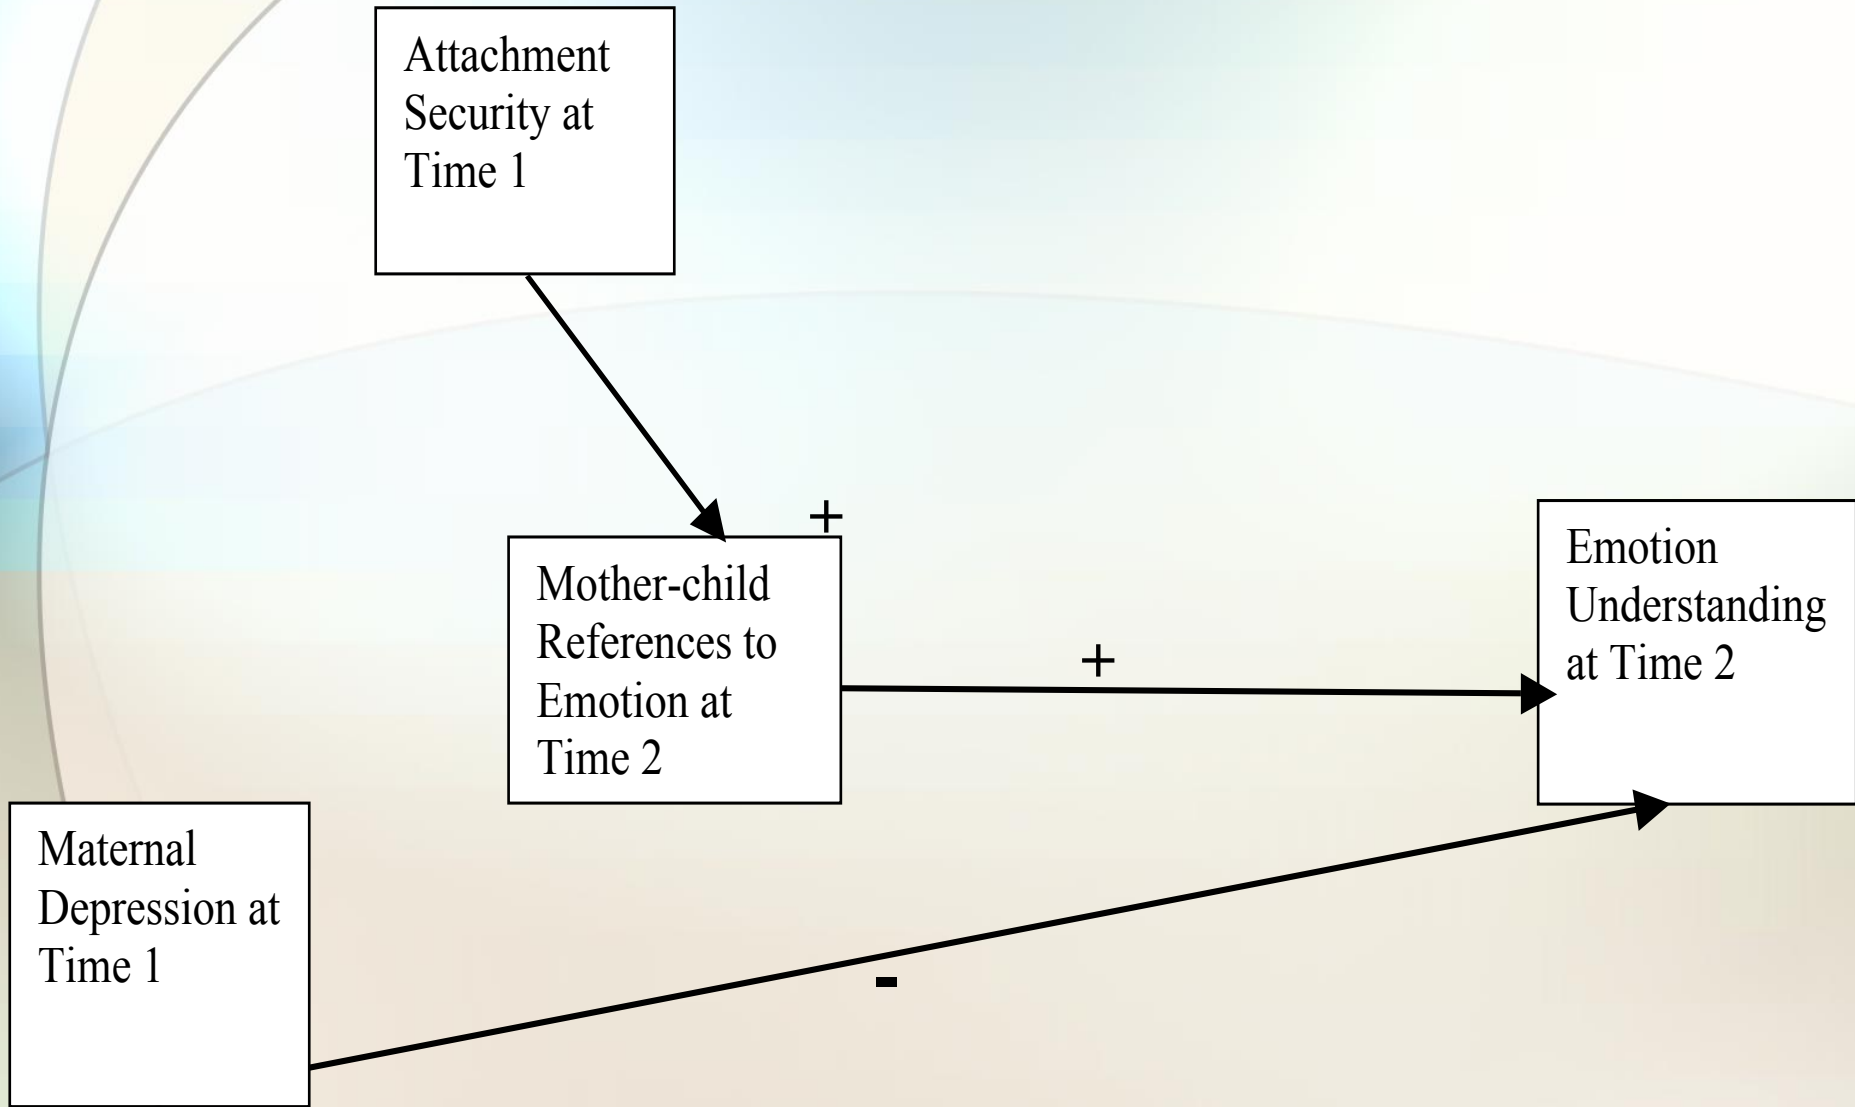 Attachment
Security at
Time 1
+
Mother-child
References to
Emotion at
Time 2
+
Emotion
Understanding
at Time 2
Maternal
Depression at
Time 1
-